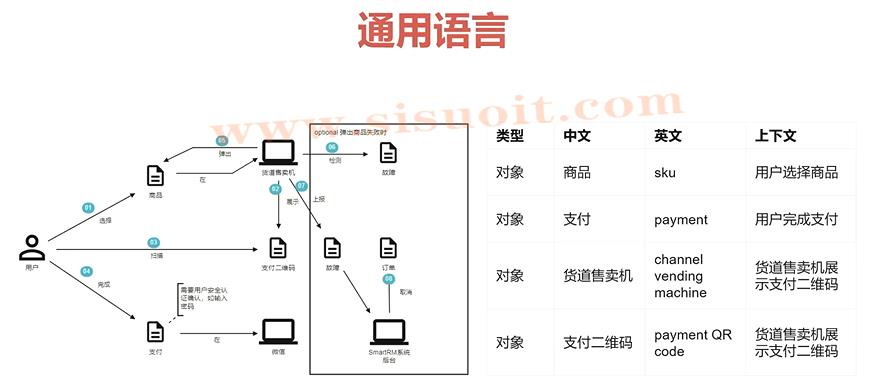 通用语言
www.sisuoit.com
optional 弹出商品失败时
05
弹出
06
检测
货道售卖机
故障
商品
在
02
展示
07
上报
01
选择
用户
03
扫描
支付二维码
故障
订单
04
完成
需要用户安全认
证确认，如输入
密码
08
取消
支付
在
微信
SmartRM系统
后台
类型 中文 英文 上下文
对象 商品 sku 用户选择商品
对象 支付 payment 用户完成支付
对象 货道售卖机 channel vending machine 货道售卖机展示支付二维码
对象 支付二维码 payment QR code 货道售卖机展示支付二维码